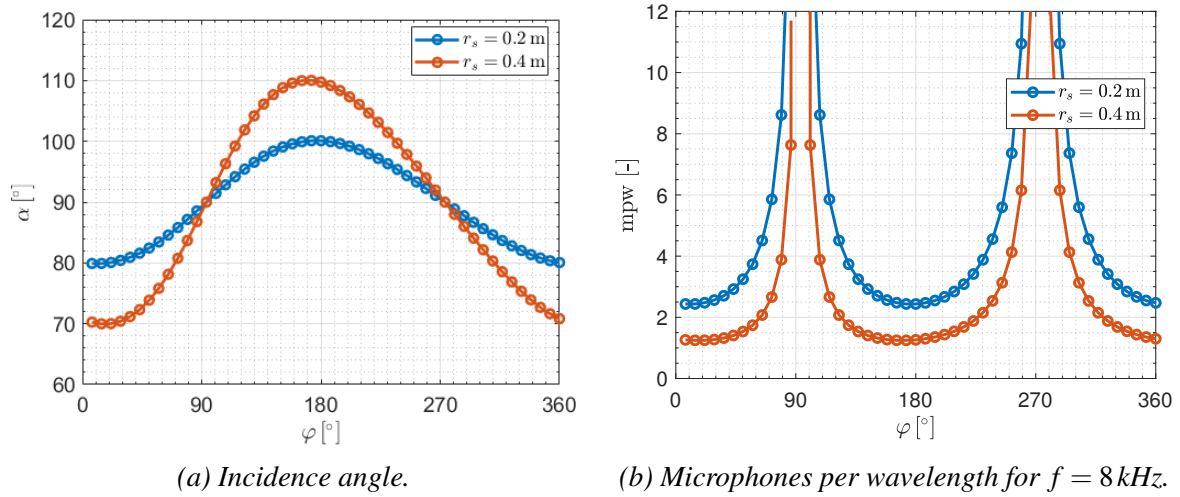 120
110
100
90
80
70
60
α [°]
0 90 180 270 360
φ [°]
r_s = 0.2 m
r_s = 0.4 m
(a) Incidence angle.
12
10
8
6
4
2
0
mpw [-]
0 90 180 270 360
φ [°]
r_s = 0.2 m
r_s = 0.4 m
(b) Microphones per wavelength for f = 8 kHz.